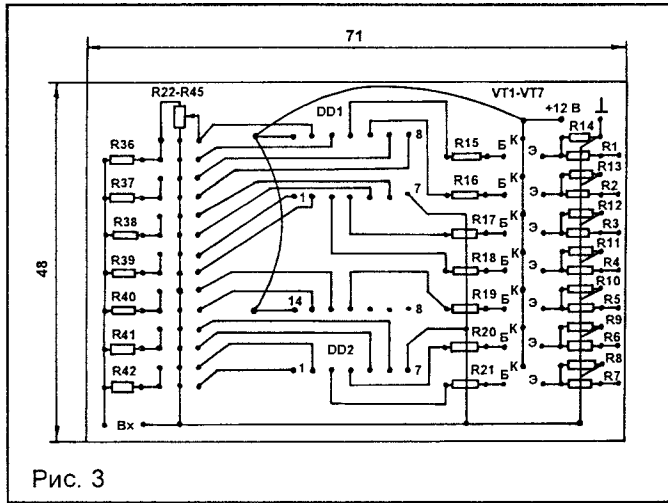 71
R22-R45
VT1-VT7
+12 В
DD1
R14
R36
8
R15
Б
К
Э
R1
R13
R37
R16
Б
К
Э
R2
1
7
R12
R38
R17
Б
К
Э
R3
R11
R39
R18
Б
К
Э
R4
48
R10
R40
14
8
R19
Б
К
Э
R5
R9
R41
R20
Б
К
Э
R6
DD2
R8
R42
1
7
R21
Б
К
Э
R7
Вх
Рис. 3